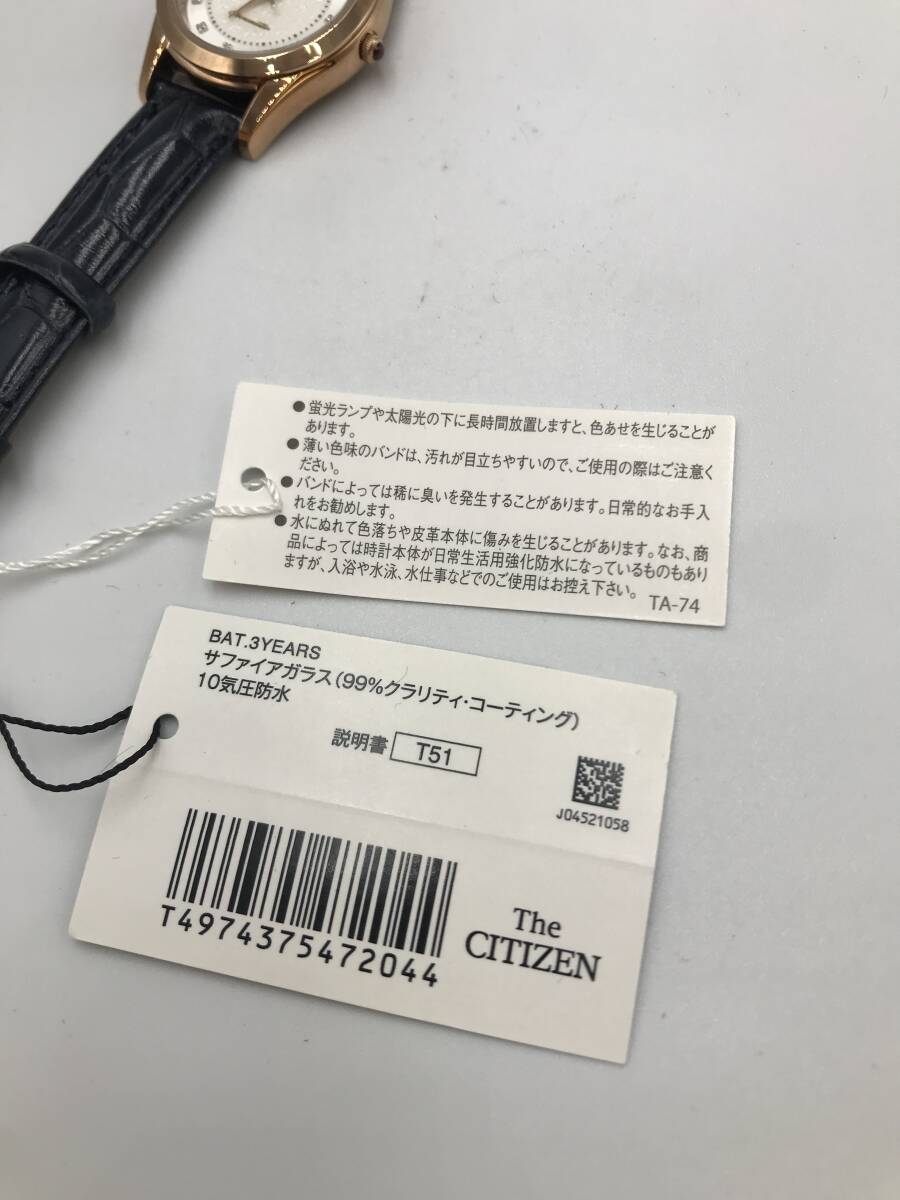 ● 蛍光ランプや太陽光の下に長時間放置しますと、色あせを生じることが
あります。
● 薄い色味のバンドは、汚れが目立ちやすいので、ご使用の際はご注意く
ださい。
● バンドによっては稀に臭いを発生することがあります。日常的なお手入
れをお勧めします。
● 水にぬれて色落ちや皮革本体に傷みを生じることがあります。なお、商
品によっては時計本体が日常生活用強化防水になっているものもあり
ますが、入浴や水泳、水仕事などでのご使用はお控え下さい。
TA-74
BAT.3YEARS
サファイアガラス(99%クラリティ・コーティング)
10気圧防水
説明書 T51
J04521058
T4974375472044
The
CITIZEN